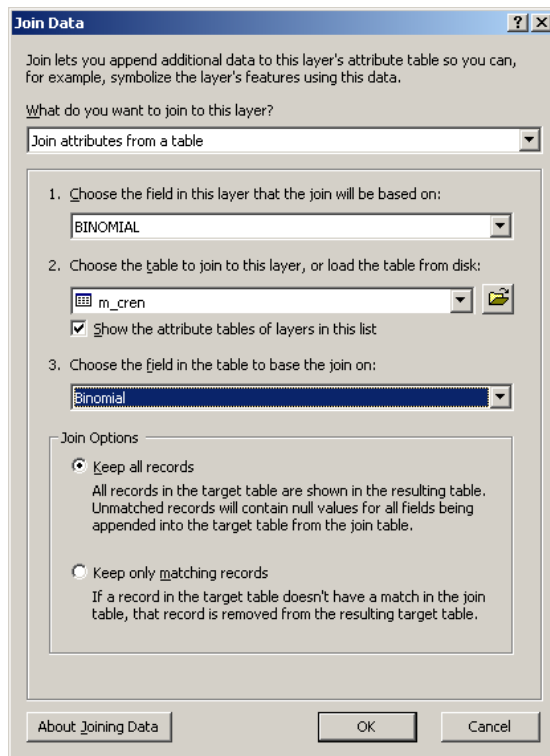 Join Data
Join lets you append additional data to this layer's attribute table so you can,
for example, symbolize the layer's features using this data.
What do you want to join to this layer?
Join attributes from a table
1. Choose the field in this layer that the join will be based on:
BINOMIAL
2. Choose the table to join to this layer, or load the table from disk:
m_cren
Show the attribute tables of layers in this list
3. Choose the field in the table to base the join on:
Binomial
Join Options
Keep all records
All records in the target table are shown in the resulting table.
Unmatched records will contain null values for all fields being
appended into the target table from the join table.
Keep only matching records
If a record in the target table doesn't have a match in the join
table, that record is removed from the resulting target table.
About Joining Data
OK
Cancel